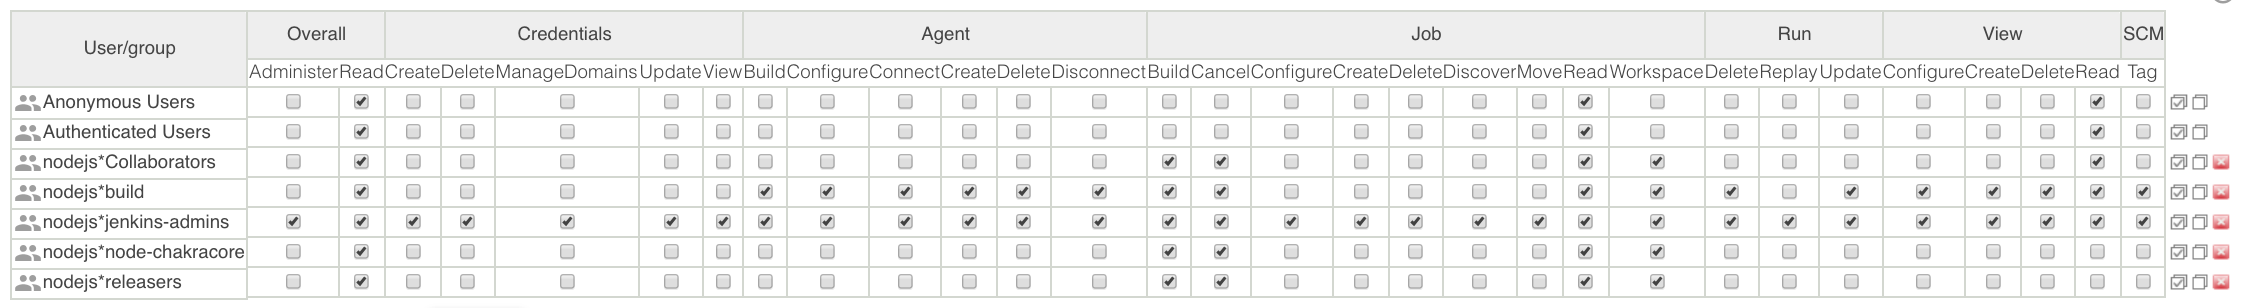 User/group Overall Credentials Agent Job Run View SCM
Administer Read Create Delete ManageDomains Update View Build Configure Connect Create Delete Disconnect Build Cancel Configure Create Delete Discover Move Read Workspace Delete Replay Update Configure Create Delete Read Tag
Anonymous Users
Authenticated Users
nodejs*Collaborators
nodejs*build
nodejs*jenkins-admins
nodejs*node-chakracore
nodejs*releasers